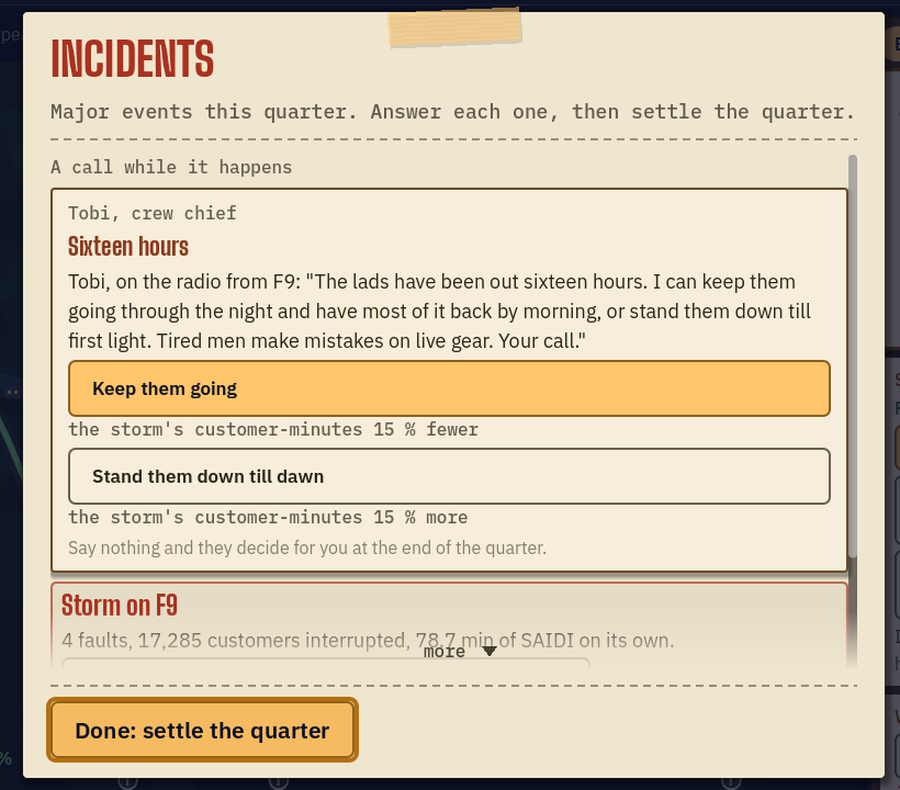 INCIDENTS
Major events this quarter. Answer each one, then settle the quarter.
A call while it happens
Tobi, crew chief
Sixteen hours
Tobi, on the radio from F9: "The lads have been out sixteen hours. I can keep them
going through the night and have most of it back by morning, or stand them down till
first light. Tired men make mistakes on live gear. Your call."
Keep them going
the storm's customer-minutes 15 % fewer
Stand them down till dawn
the storm's customer-minutes 15 % more
Say nothing and they decide for you at the end of the quarter.
Storm on F9
4 faults, 17,285 customers interrupted, 78.7 min of SAIDI on its own.
more
Done: settle the quarter